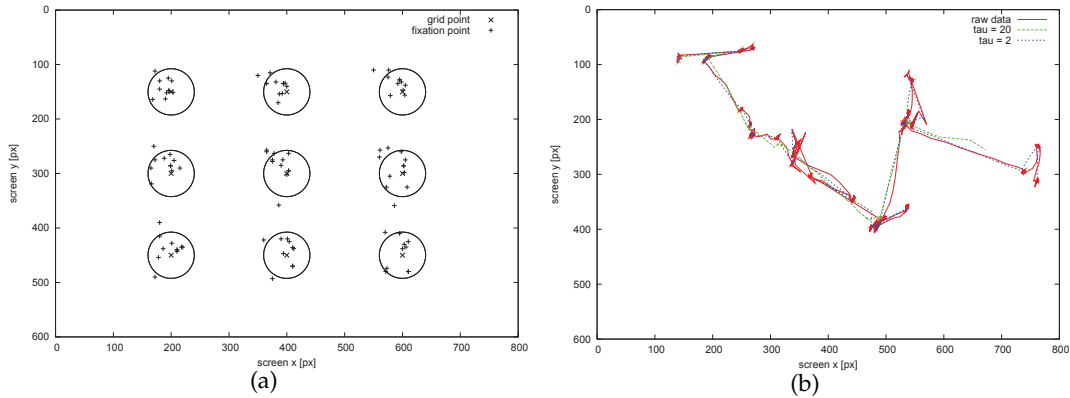 grid point
fixation point
0
100
200
300
400
500
600
screen y [px]
0 100 200 300 400 500 600 700 800
screen x [px]
(a)
raw data
tau = 20
tau = 2
0
100
200
300
400
500
600
screen y [px]
0 100 200 300 400 500 600 700 800
screen x [px]
(b)